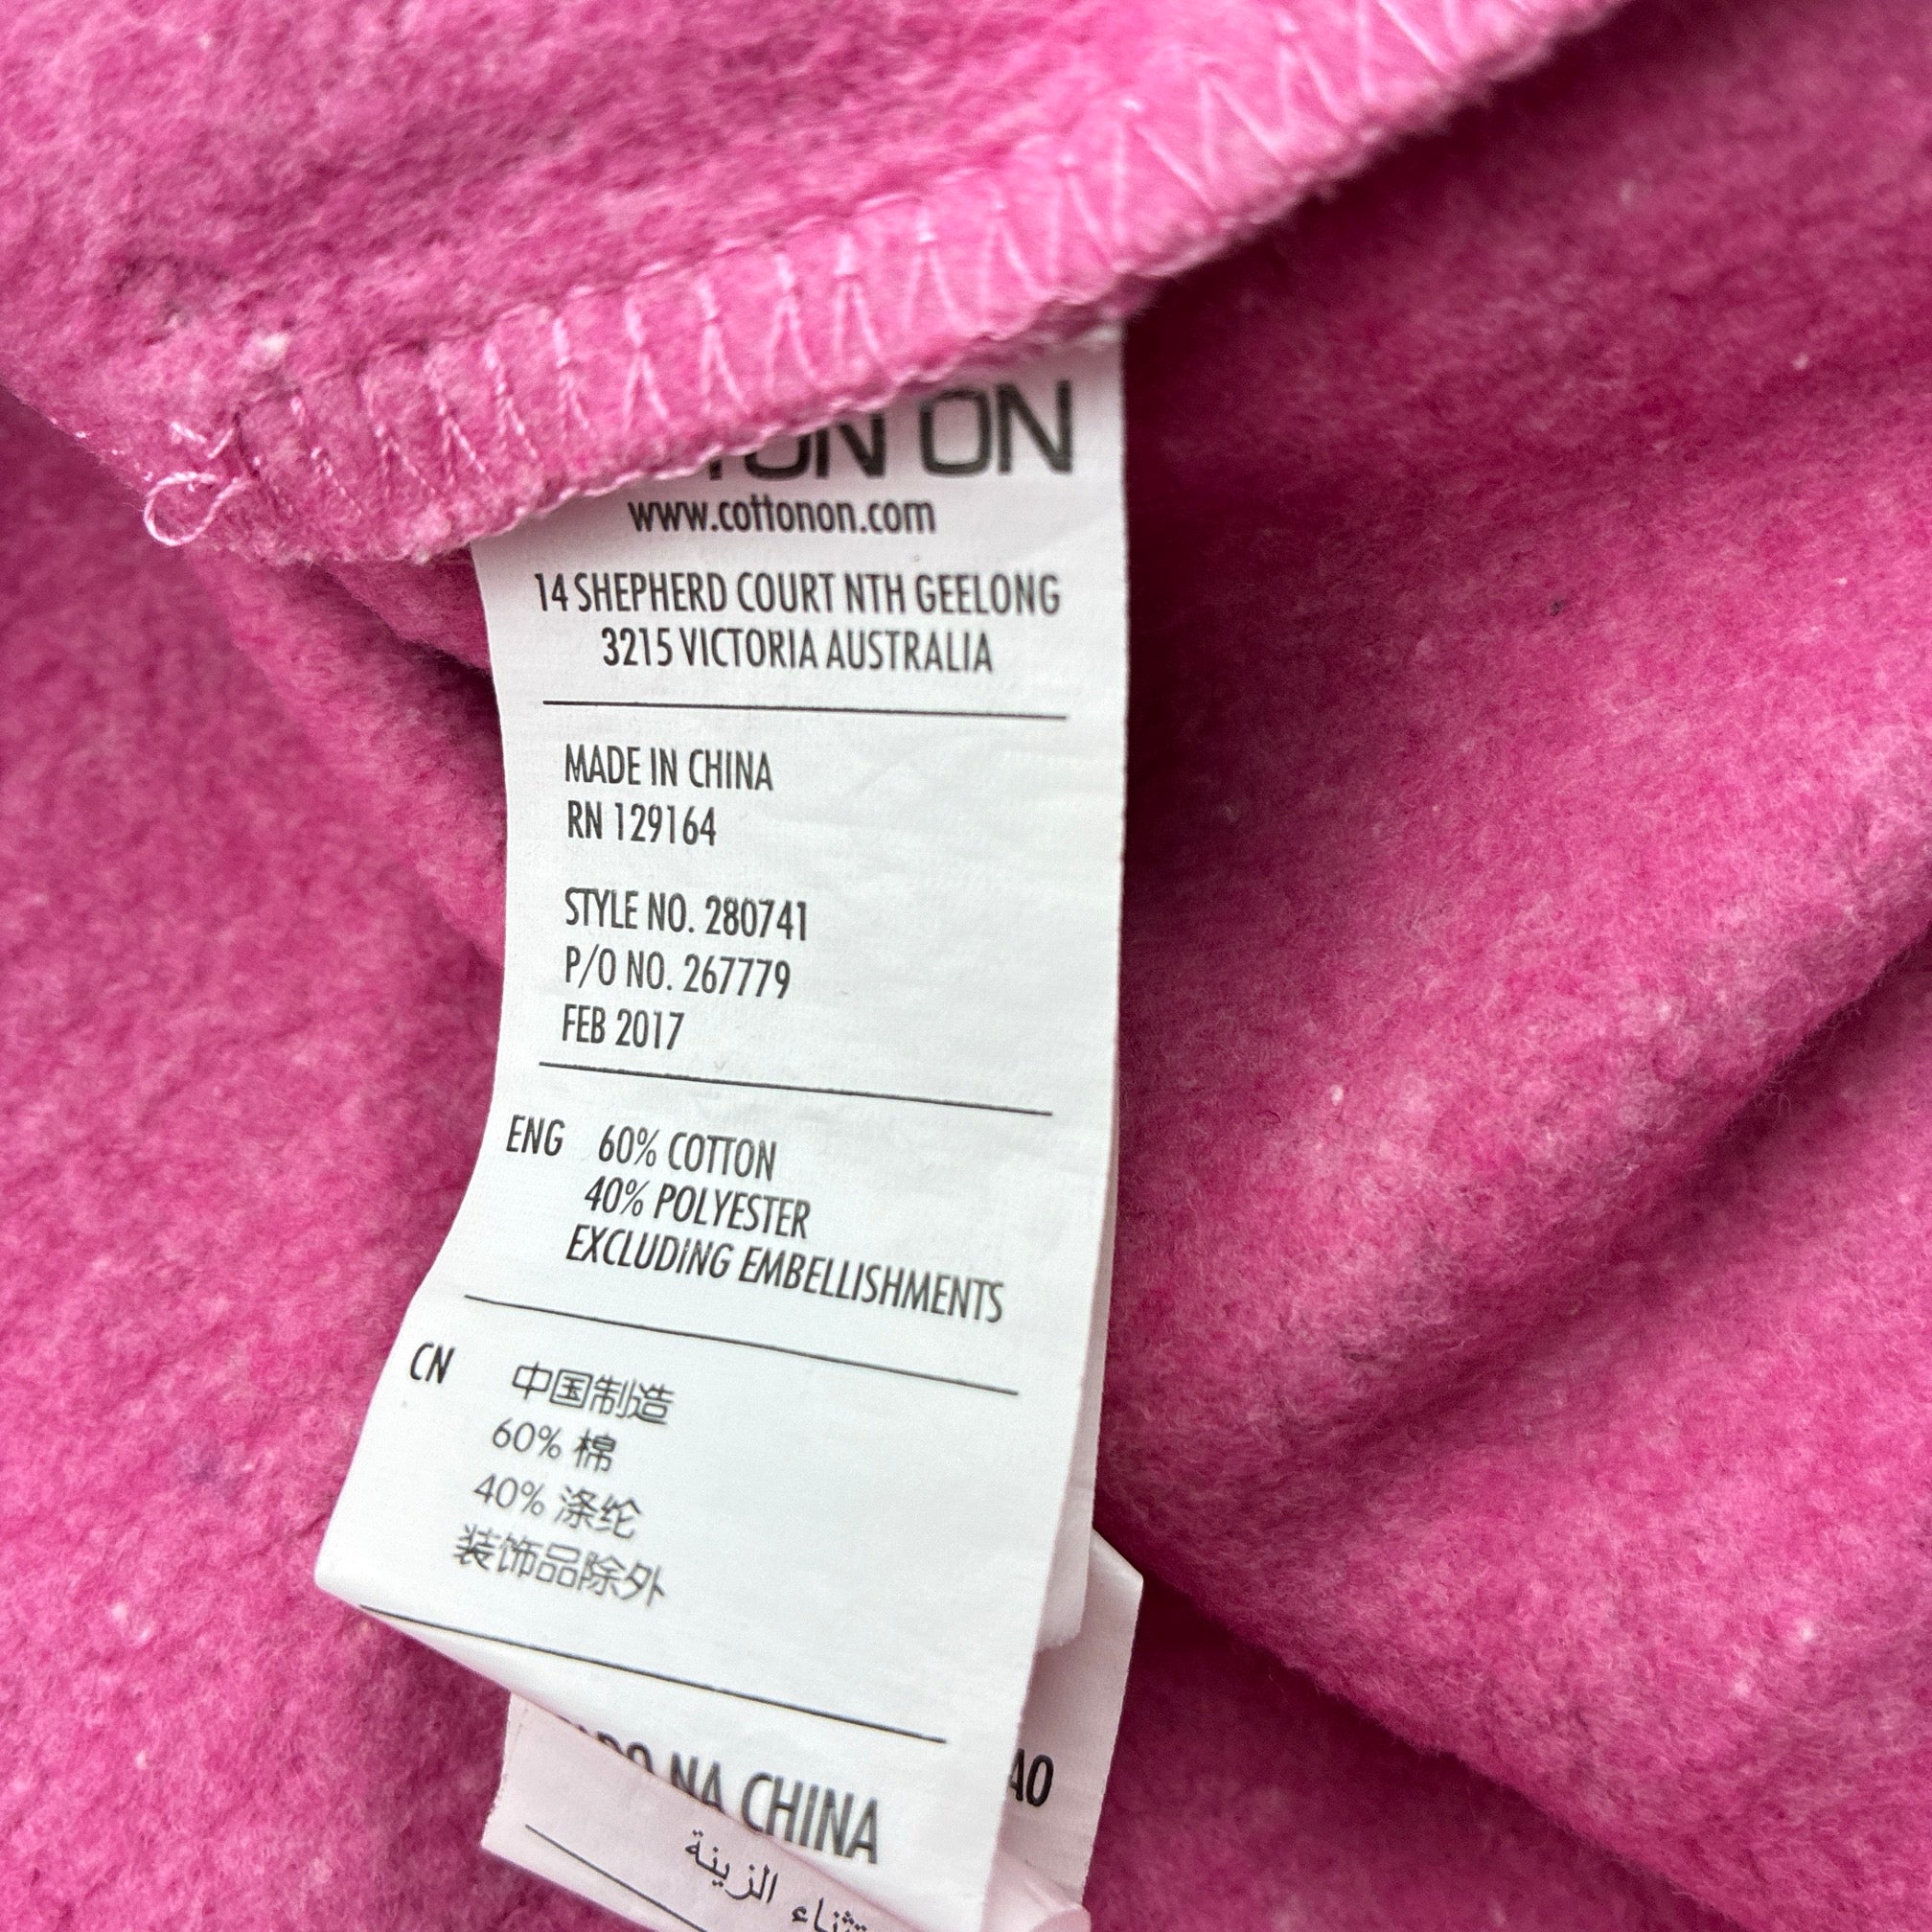 ON
www.cottonon.com
14 SHEPHERD COURT NTH GEELONG
3215 VICTORIA AUSTRALIA
MADE IN CHINA
RN 129164
STYLE NO. 280741
P/O NO. 267779
FEB 2017
ENG 60% COTTON
40% POLYESTER
EXCLUDING EMBELLISHMENTS
CN 中国制造
60% 棉
40% 涤纶
装饰品除外
NA CHINA
الزينة